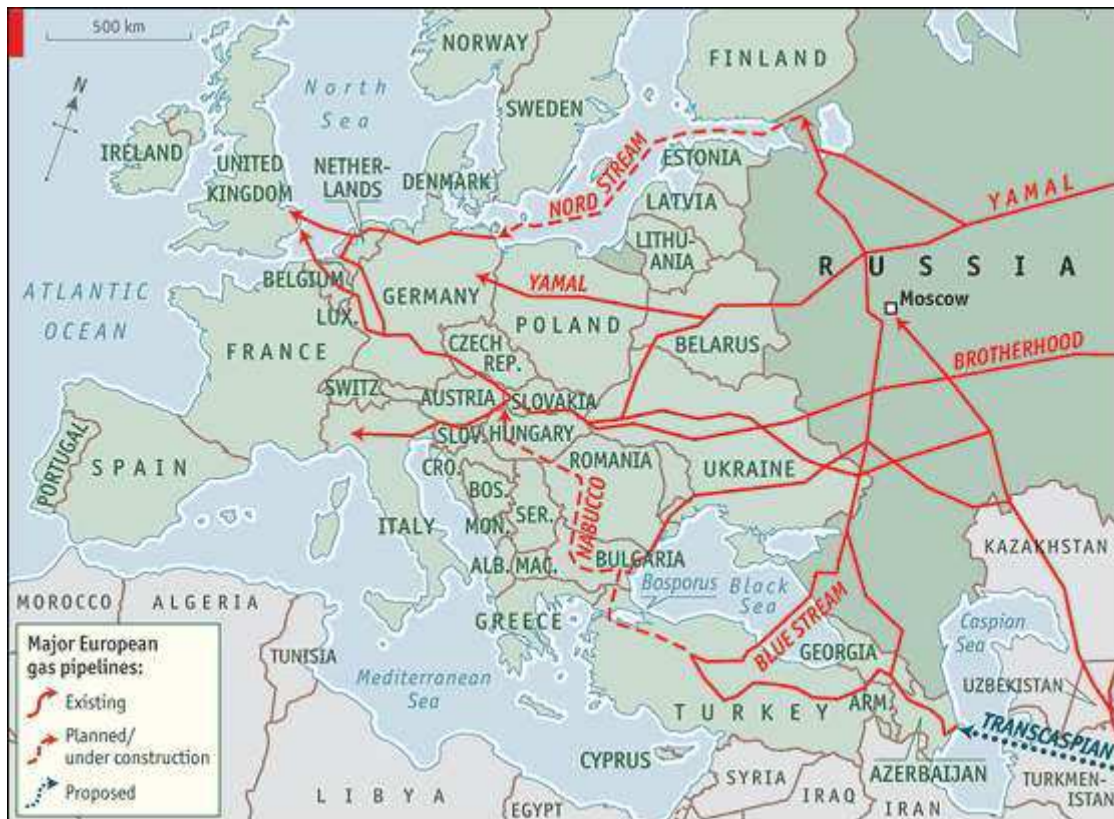 500 km
N
NORWAY
FINLAND
SWEDEN
North
Sea
IRELAND
UNITED
KINGDOM
NETHER-
LANDS
DENMARK
ESTONIA
NORD STREAM
LATVIA
LITHU-
ANIA
YAMAL
RUSSIA
Moscow
ATLANTIC
OCEAN
BELGIUM
GERMANY
YAMAL
POLAND
BELARUS
LUX.
FRANCE
CZECH
REP.
BROTHERHOOD
SWITZ.
AUSTRIA
SLOVAKIA
SLOV.
HUNGARY
PORTUGAL
SPAIN
CRO.
ROMANIA
UKRAINE
BOS.
ITALY
SER.
MON.
NABUCCO
KAZAKHSTAN
ALB.
MAC.
BULGARIA
Bosporus
Black
Sea
BLUE STREAM
Caspian
Sea
MOROCCO
ALGERIA
GREECE
GEORGIA
TUNISIA
Mediterranean
Sea
TURKEY
ARM.
UZBEKISTAN
TRANSCASPIAN
CYPRUS
AZERBAIJAN
SYRIA
IRAQ
IRAN
TURKMEN-
ISTAN
LIBYA
EGYPT
Major European
gas pipelines:
Existing
Planned/
under construction
Proposed